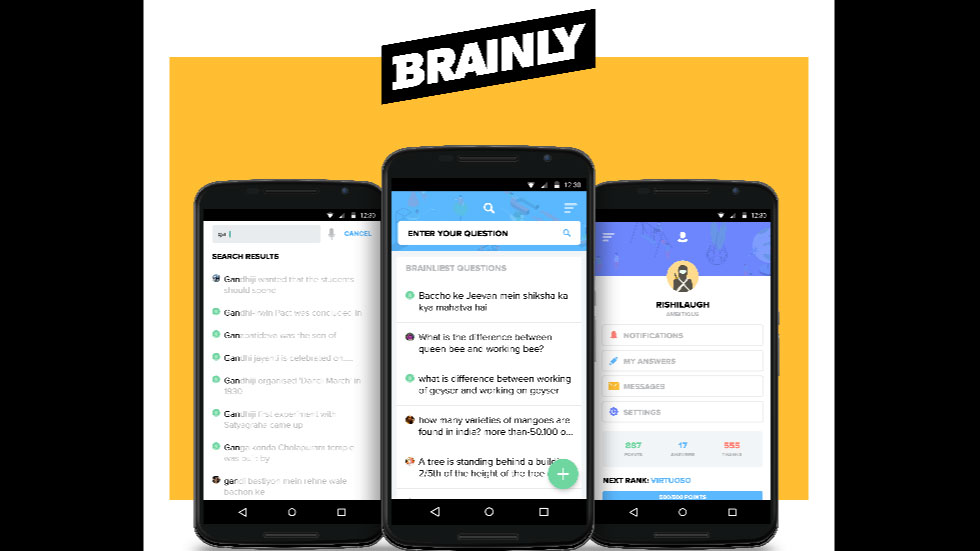 BRAINLY
12:30
CANCEL
SEARCH RESULTS
Gandhiji wanted that the students
should spend
Gandhi-Irwin Pact was concluded in
was the son of
Gandhi jayanti is celebrated on....
Gandhiji organised 'Dandi March' in
1930
Gandhiji first experiment with
Satyagraha came up
temple
was built by
gandi bastiyon mein rehne wale
bachon ke
12:30
ENTER YOUR QUESTION
BRAINLIEST QUESTIONS
Baccho ke Jeevan mein shiksha ka
kya mahatva hai
What is the difference between
queen bee and working bee?
what is difference between working
of geyser and working on geyser
how many varieties of mangoes are
found in india? more than-50,100 o...
A tree is standing behind a
2/5th of the height of the tree
12:30
RISHILAUGH
AMBITIOUS
NOTIFICATIONS
MY ANSWERS
MESSAGES
SETTINGS
887 17 555
POINTS ANSWERS THANKS
NEXT RANK: VIRTUOSO
500/500 POINTS